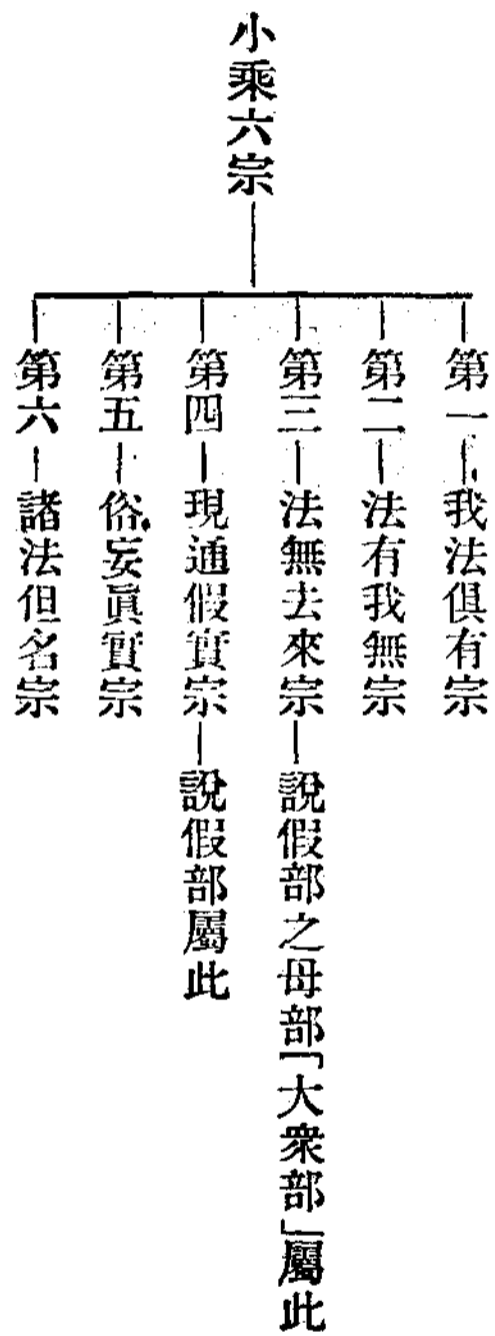 小乘六宗
第一 我法俱有宗
第二 法有我無宗
第三 法無去來宗 說假部之母部「大衆部」屬此
第四 現通假實宗 說假部屬此
第五 俗妄眞實宗
第六 諸法但名宗